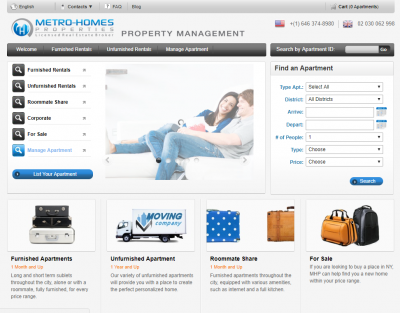 English
Contacts
FAQ
Blog
Cart (0 Apartments)
METRO-HOMES
PROPERTIES
Licensed Real Estate Broker
PROPERTY MANAGEMENT
+(1) 646 374-8980
02 030 062 998
Welcome
Furnished Rentals
Unfurnished Rentals
Manage Apartment
Search by Apartment ID:
Go
Furnished Rentals
Unfurnished Rentals
Roommate Share
Corporate
For Sale
Manage Apartment
List Your Apartment
Find an Apartment
Type Apt.: Select All
District: All Districts
Arrive:
Depart:
# of People: 1
Type: Choose
Price: Choose
Search
MOVING
company
Furnished Apartments
1 Month and Up
Long and short term sublets
throughout the city, alone or with a
roommate, fully furnished, for every
price range.
Unfurnished Apartment
1 Year and Up
Our variety of unfurnished apartments
will provide you with a place to create
the perfect personalized home.
Roommate Share
1 Month and Up
Furnished apartments throughout the
city, equipped with various amenities,
such as internet and a full kitchen.
For Sale
If you are looking to buy a place in NY,
MHP can help find you a new home
within your price range.